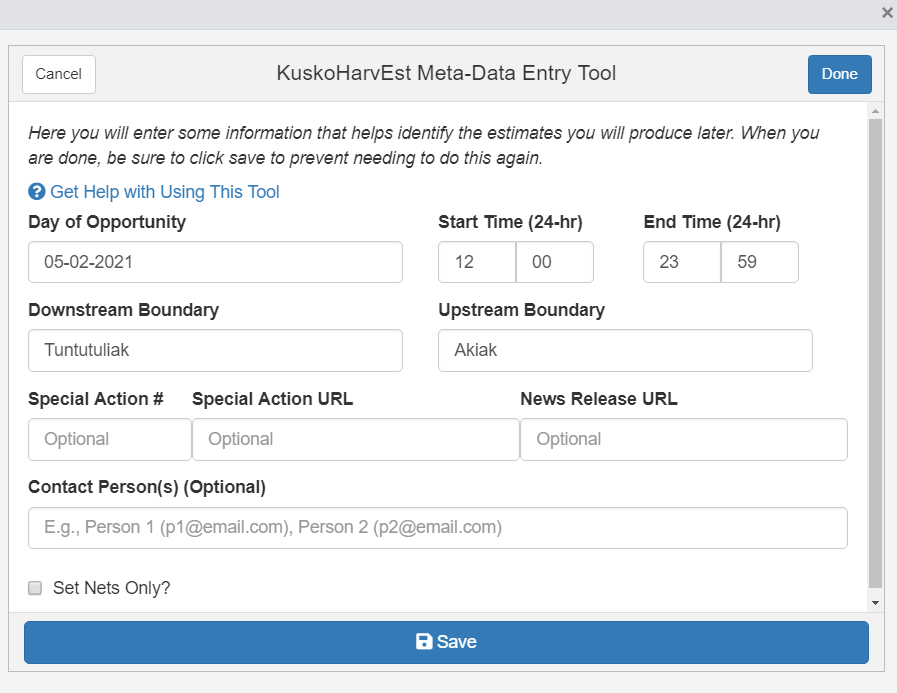 ×
Cancel
KuskoHarvEst Meta-Data Entry Tool
Done
Here you will enter some information that helps identify the estimates you will produce later. When you
are done, be sure to click save to prevent needing to do this again.
? Get Help with Using This Tool
Day of Opportunity
Start Time (24-hr)
End Time (24-hr)
05-02-2021
12
00
23
59
Downstream Boundary
Upstream Boundary
Tuntutuliak
Akiak
Special Action #
Special Action URL
News Release URL
Optional
Optional
Optional
Contact Person(s) (Optional)
E.g., Person 1 (p1@email.com), Person 2 (p2@email.com)
Set Nets Only?
Save